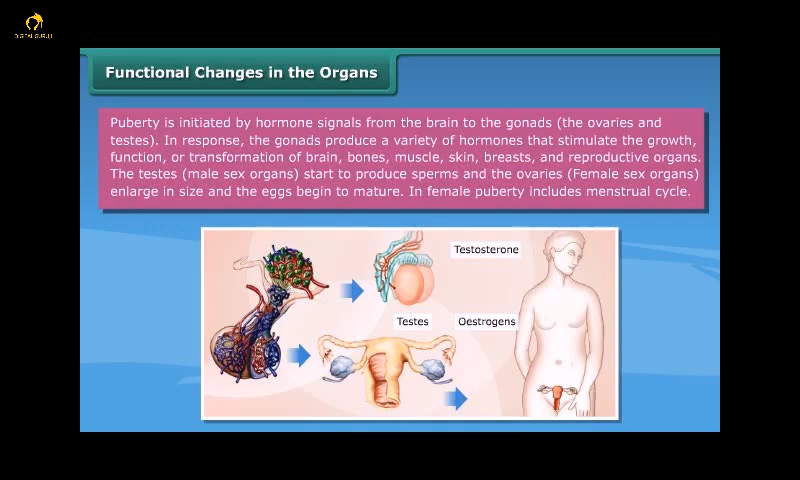 DIGITAL GURUJI
Functional Changes in the Organs
Puberty is initiated by hormone signals from the brain to the gonads (the ovaries and
testes). In response, the gonads produce a variety of hormones that stimulate the growth,
function, or transformation of brain, bones, muscle, skin, breasts, and reproductive organs.
The testes (male sex organs) start to produce sperms and the ovaries (Female sex organs)
enlarge in size and the eggs begin to mature. In female puberty includes menstrual cycle.
Testosterone
Testes
Oestrogens